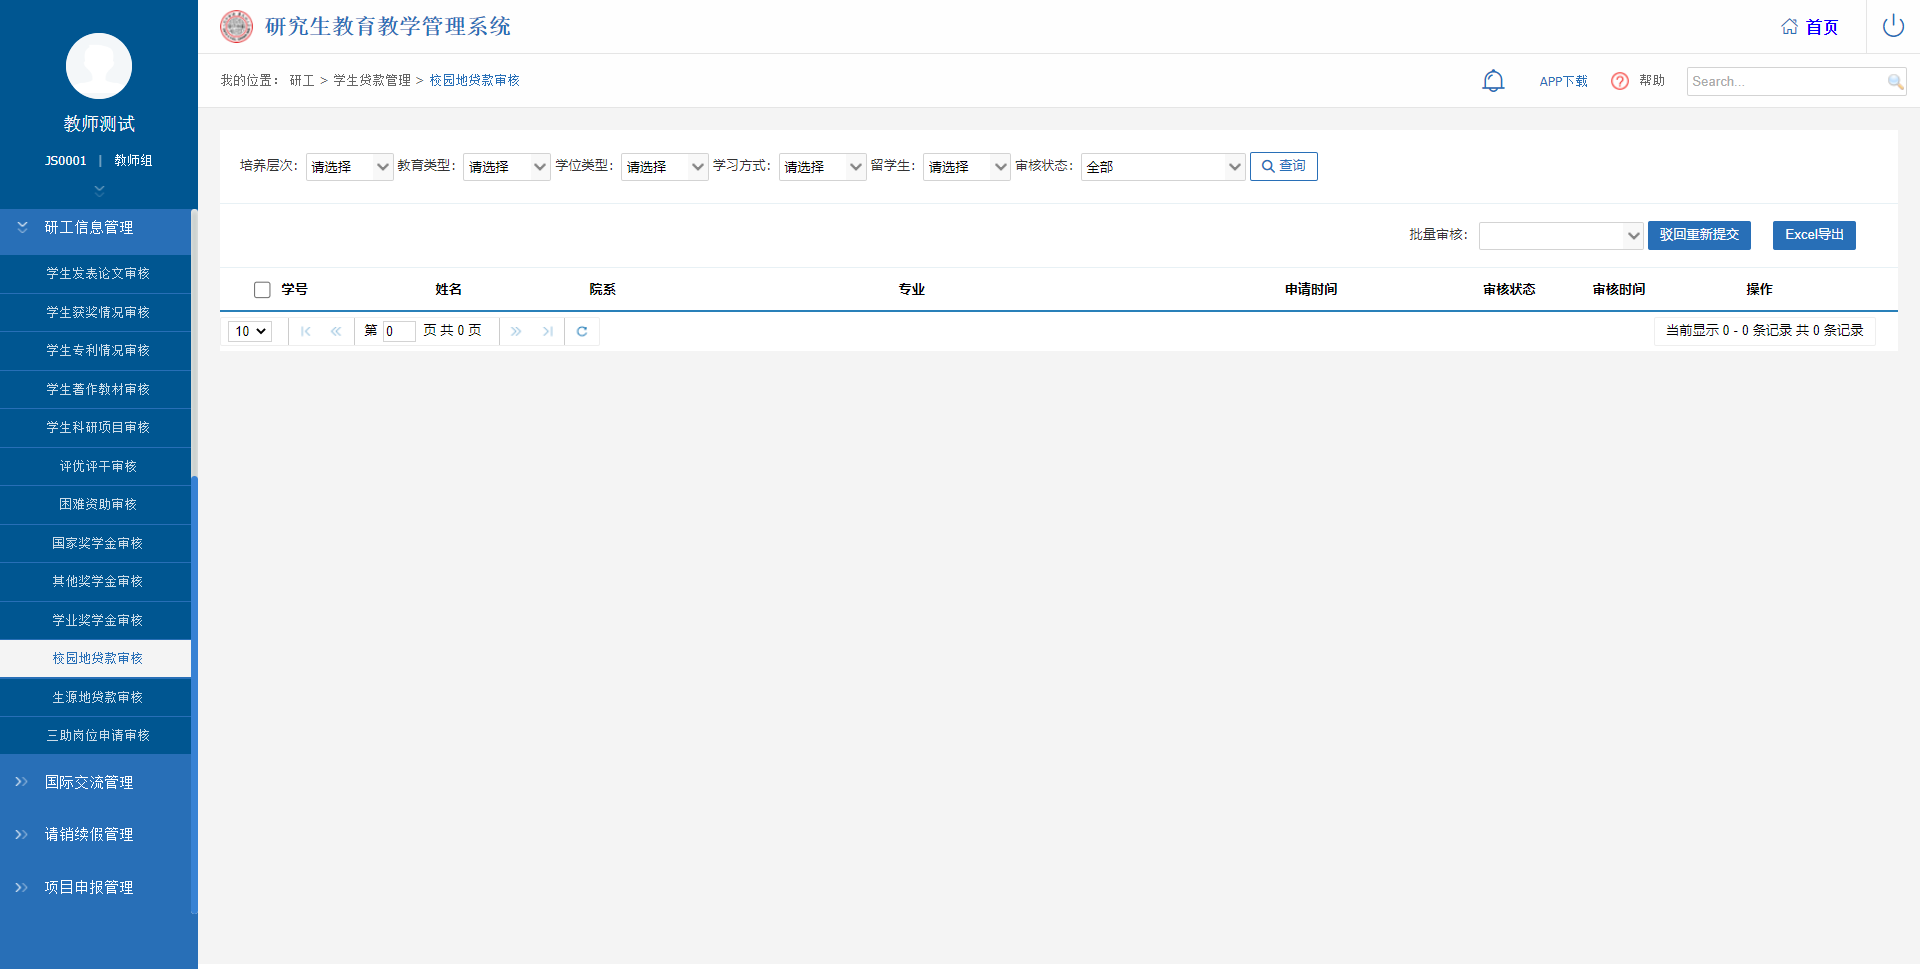 研究生教育教学管理系统
首页
教师测试
JS0001 | 教师组
我的位置： 研工 > 学生贷款管理 > 校园地贷款审核
APP下载
帮助
Search...
研工信息管理
学生发表论文审核
学生获奖情况审核
学生专利情况审核
学生著作教材审核
学生科研项目审核
评优评干审核
困难资助审核
国家奖学金审核
其他奖学金审核
学业奖学金审核
校园地贷款审核
生源地贷款审核
三助岗位申请审核
国际交流管理
请销续假管理
项目申报管理
培养层次： 请选择 教育类型： 请选择 学位类型： 请选择 学习方式： 请选择 留学生： 请选择 审核状态： 全部 查询
批量审核： 驳回重新提交 Excel导出
学号 姓名 院系 专业 申请时间 审核状态 审核时间 操作
10 第 0 页 共 0 页 当前显示 0 - 0 条记录 共 0 条记录